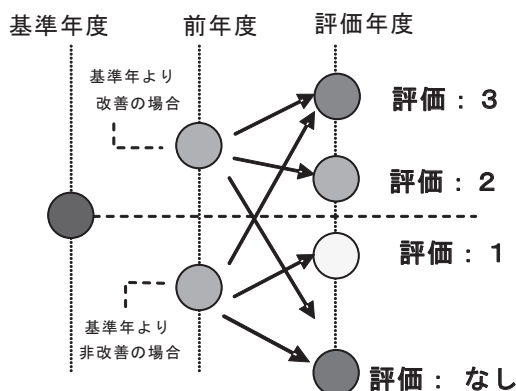 基準年度
前年度
評価年度
基準年より
改善の場合
評価：3
評価：2
評価：1
基準年より
非改善の場合
評価：なし